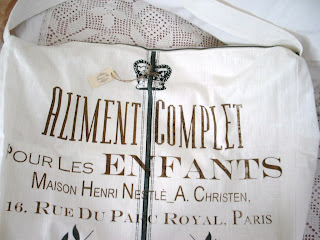 ALIMENT COMPLET
POUR LES ENFANTS
MAISON HENRI NESTLÉ_A. CHRISTEN,
16. RUE DU PARC ROYAL, PARIS